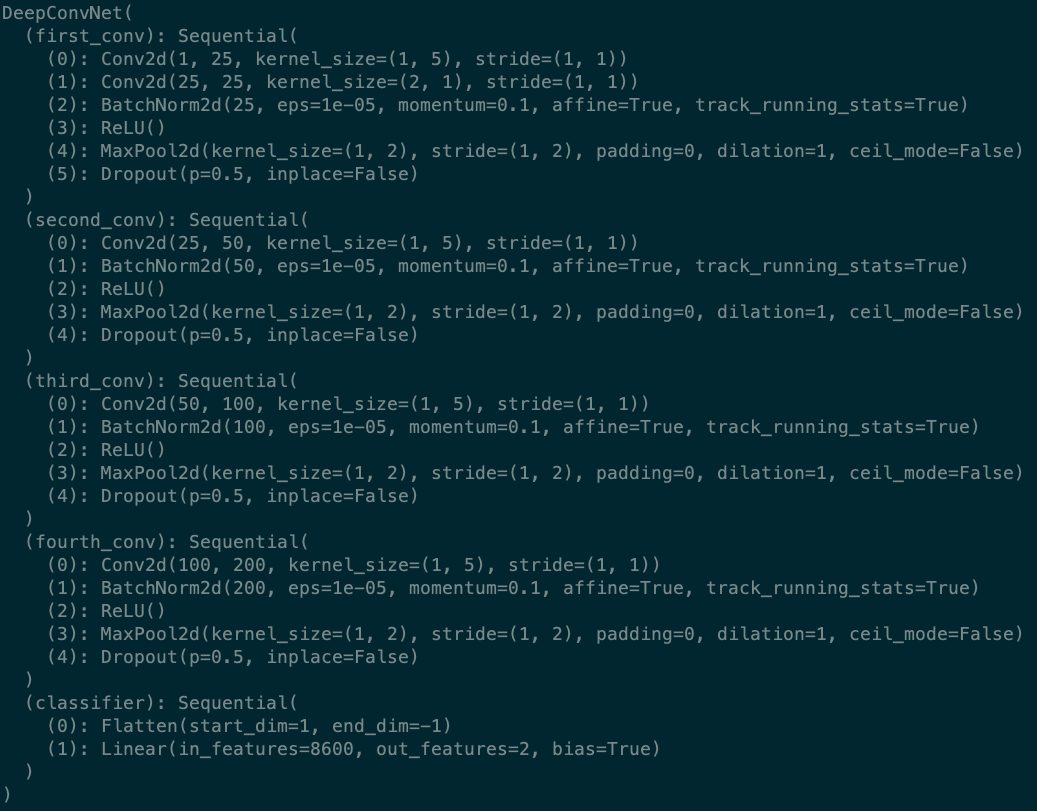 DeepConvNet(
  (first_conv): Sequential(
    (0): Conv2d(1, 25, kernel_size=(1, 5), stride=(1, 1))
    (1): Conv2d(25, 25, kernel_size=(2, 1), stride=(1, 1))
    (2): BatchNorm2d(25, eps=1e-05, momentum=0.1, affine=True, track_running_stats=True)
    (3): ReLU()
    (4): MaxPool2d(kernel_size=(1, 2), stride=(1, 2), padding=0, dilation=1, ceil_mode=False)
    (5): Dropout(p=0.5, inplace=False)
  )
  (second_conv): Sequential(
    (0): Conv2d(25, 50, kernel_size=(1, 5), stride=(1, 1))
    (1): BatchNorm2d(50, eps=1e-05, momentum=0.1, affine=True, track_running_stats=True)
    (2): ReLU()
    (3): MaxPool2d(kernel_size=(1, 2), stride=(1, 2), padding=0, dilation=1, ceil_mode=False)
    (4): Dropout(p=0.5, inplace=False)
  )
  (third_conv): Sequential(
    (0): Conv2d(50, 100, kernel_size=(1, 5), stride=(1, 1))
    (1): BatchNorm2d(100, eps=1e-05, momentum=0.1, affine=True, track_running_stats=True)
    (2): ReLU()
    (3): MaxPool2d(kernel_size=(1, 2), stride=(1, 2), padding=0, dilation=1, ceil_mode=False)
    (4): Dropout(p=0.5, inplace=False)
  )
  (fourth_conv): Sequential(
    (0): Conv2d(100, 200, kernel_size=(1, 5), stride=(1, 1))
    (1): BatchNorm2d(200, eps=1e-05, momentum=0.1, affine=True, track_running_stats=True)
    (2): ReLU()
    (3): MaxPool2d(kernel_size=(1, 2), stride=(1, 2), padding=0, dilation=1, ceil_mode=False)
    (4): Dropout(p=0.5, inplace=False)
  )
  (classifier): Sequential(
    (0): Flatten(start_dim=1, end_dim=-1)
    (1): Linear(in_features=8600, out_features=2, bias=True)
  )
)